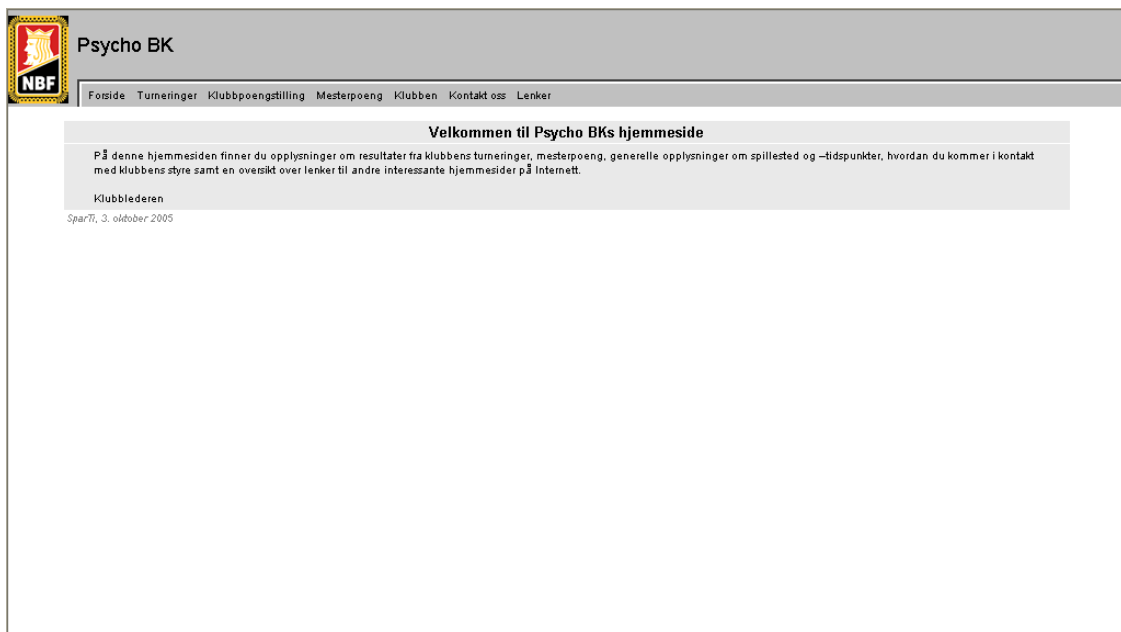 Psycho BK
NBF
Forside Turneringer Klubbpoengstilling Mesterpoeng Klubben Kontakt oss Lenker
Velkommen til Psycho BKs hjemmeside
På denne hjemmesiden finner du opplysninger om resultater fra klubbens turneringer, mesterpoeng, generelle opplysninger om spillested og –tidspunkter, hvordan du kommer i kontakt
med klubbens styre samt en oversikt over lenker til andre interessante hjemmesider på Internett.
Klubblederen
SparTi, 3. oktober 2005